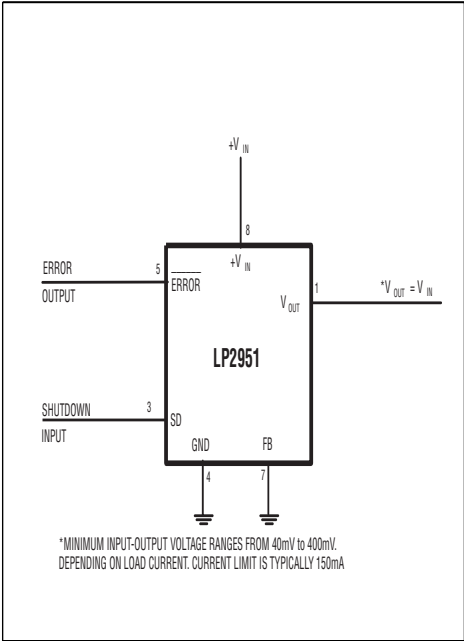 +V IN
8
+V IN
ERROR
5
ERROR
OUTPUT
1
*V OUT = V IN
V OUT
LP2951
SHUTDOWN
3
SD
INPUT
GND
FB
4
7
*MINIMUM INPUT-OUTPUT VOLTAGE RANGES FROM 40mV to 400mV.
DEPENDING ON LOAD CURRENT. CURRENT LIMIT IS TYPICALLY 150mA